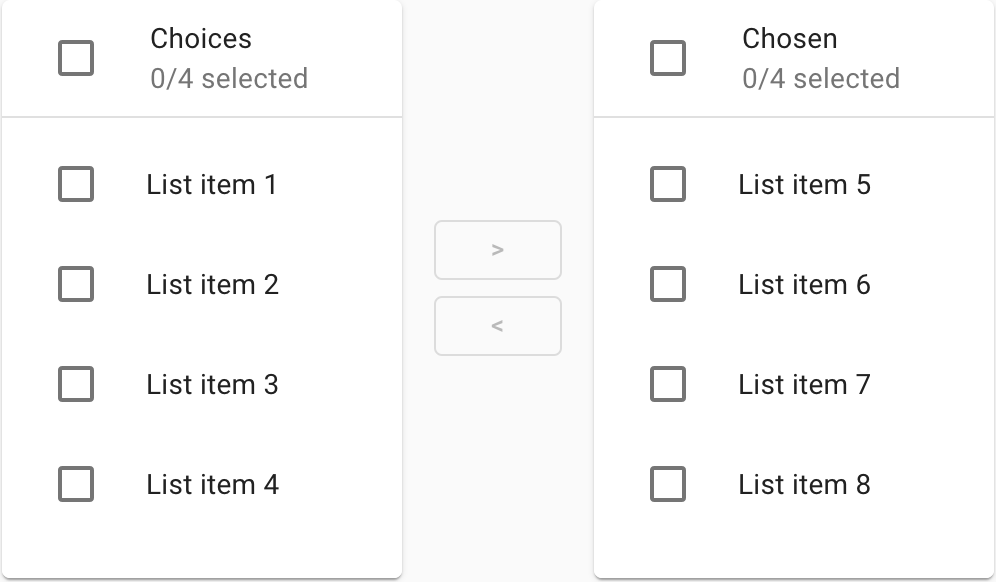 Choices
0/4 selected
List item 1
List item 2
List item 3
List item 4
>
<
Chosen
0/4 selected
List item 5
List item 6
List item 7
List item 8